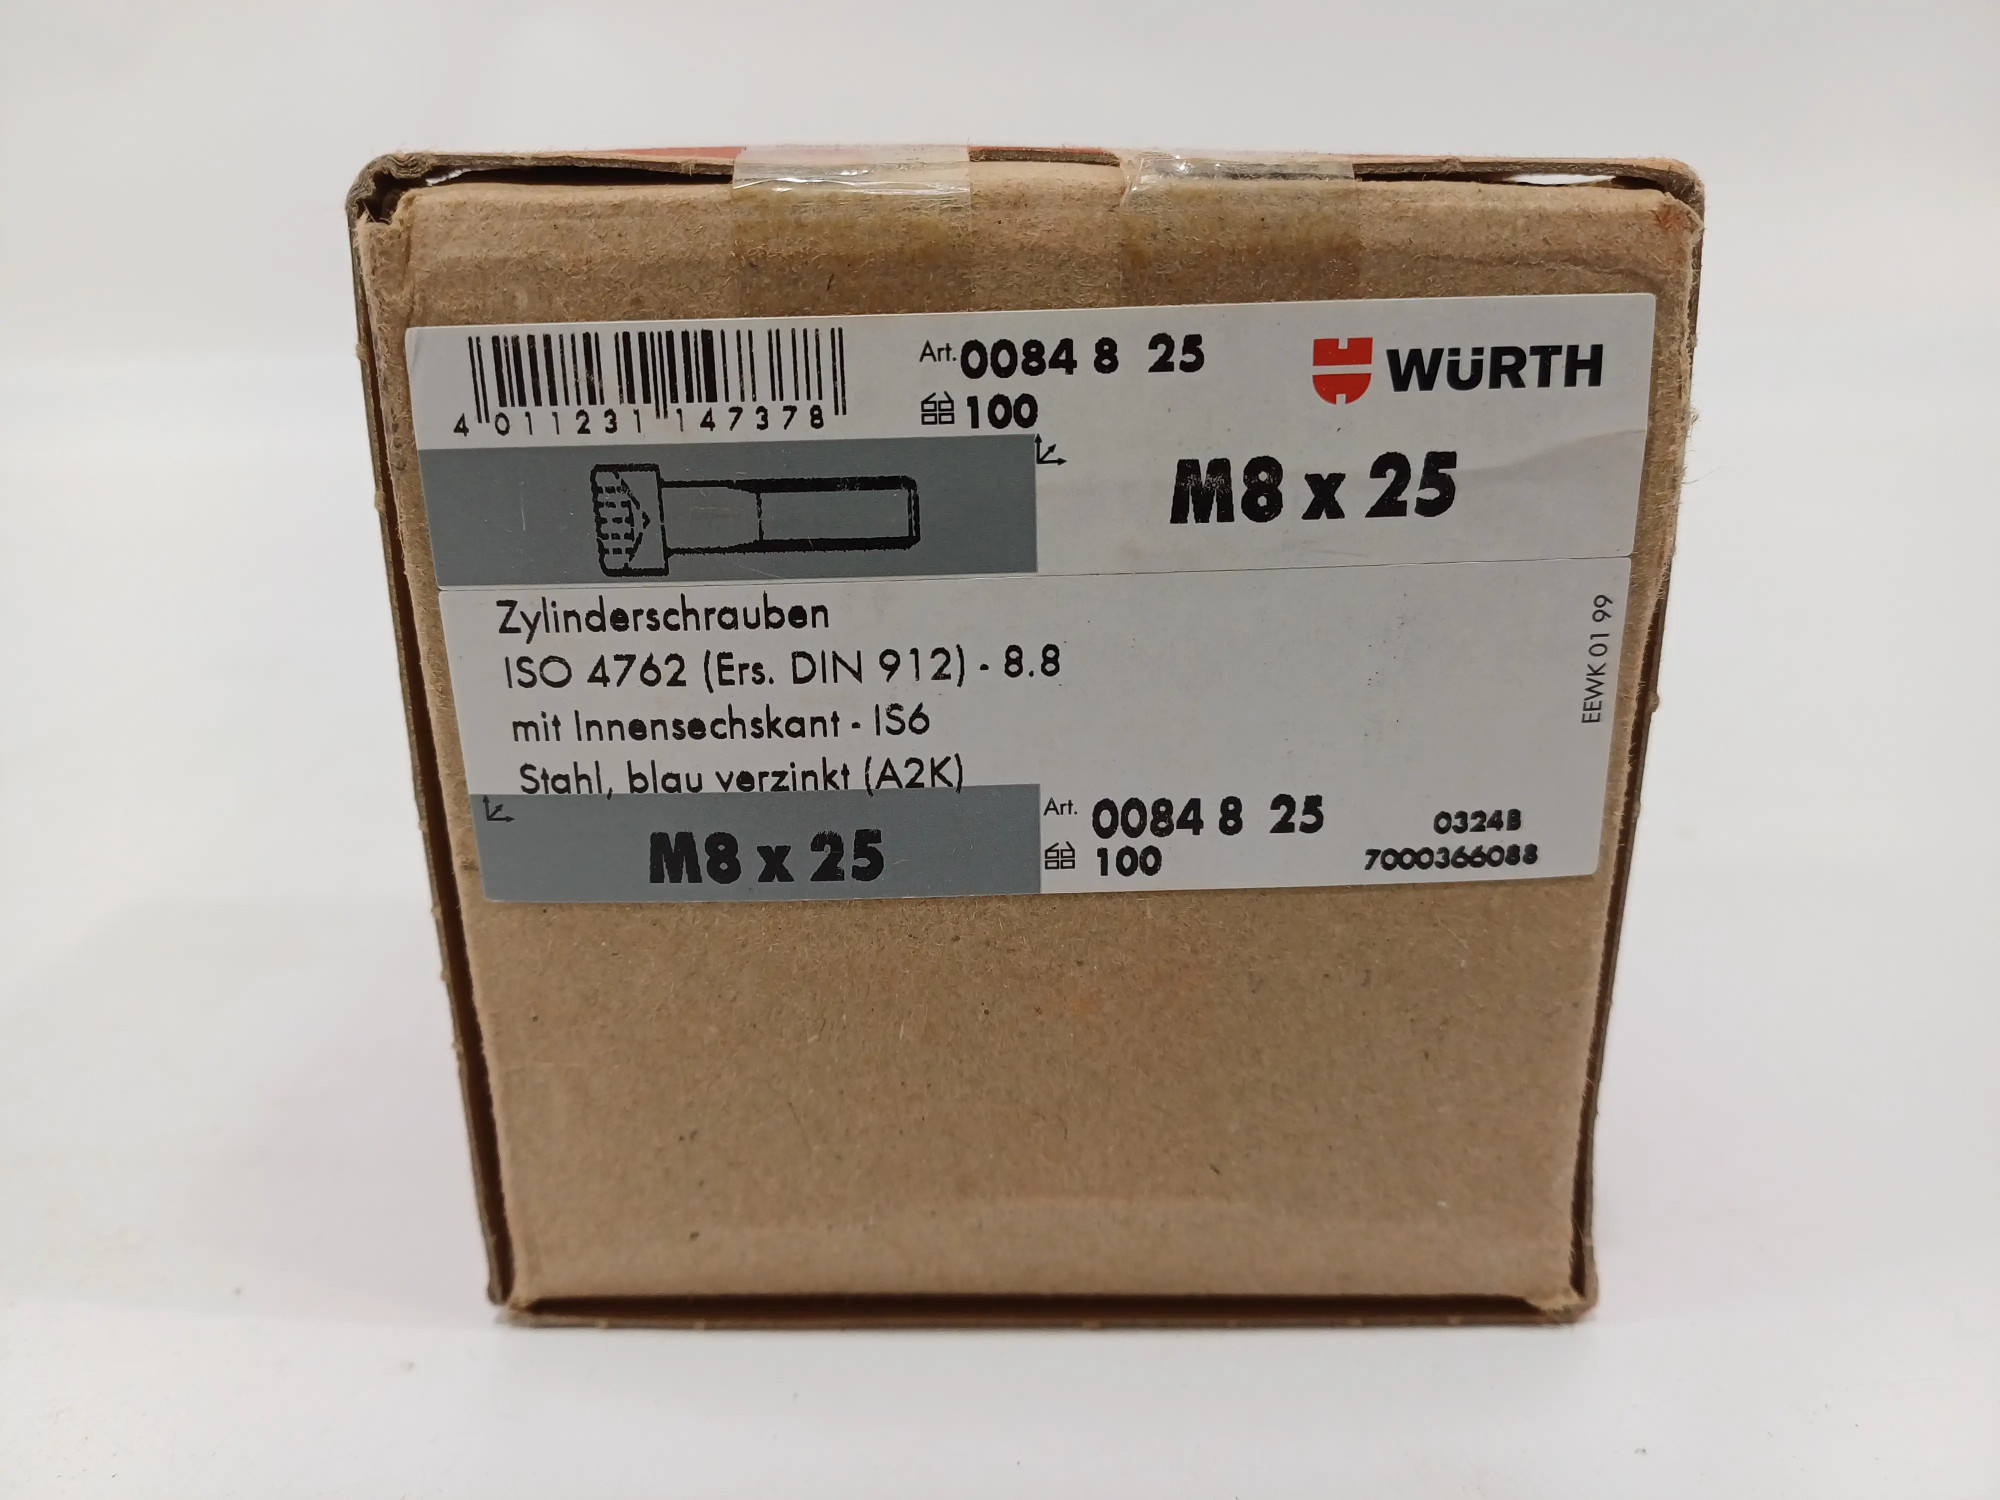 4 011231 147378
Art. 0084 8 25
100
WÜRTH
M8 x 25
Zylinderschrauben
ISO 4762 (Ers. DIN 912) - 8.8
mit Innensechskant - IS6
Stahl, blau verzinkt (A2K)
EEWK 01 99
M8 x 25
Art. 0084 8 25
100
0324B
7000366088